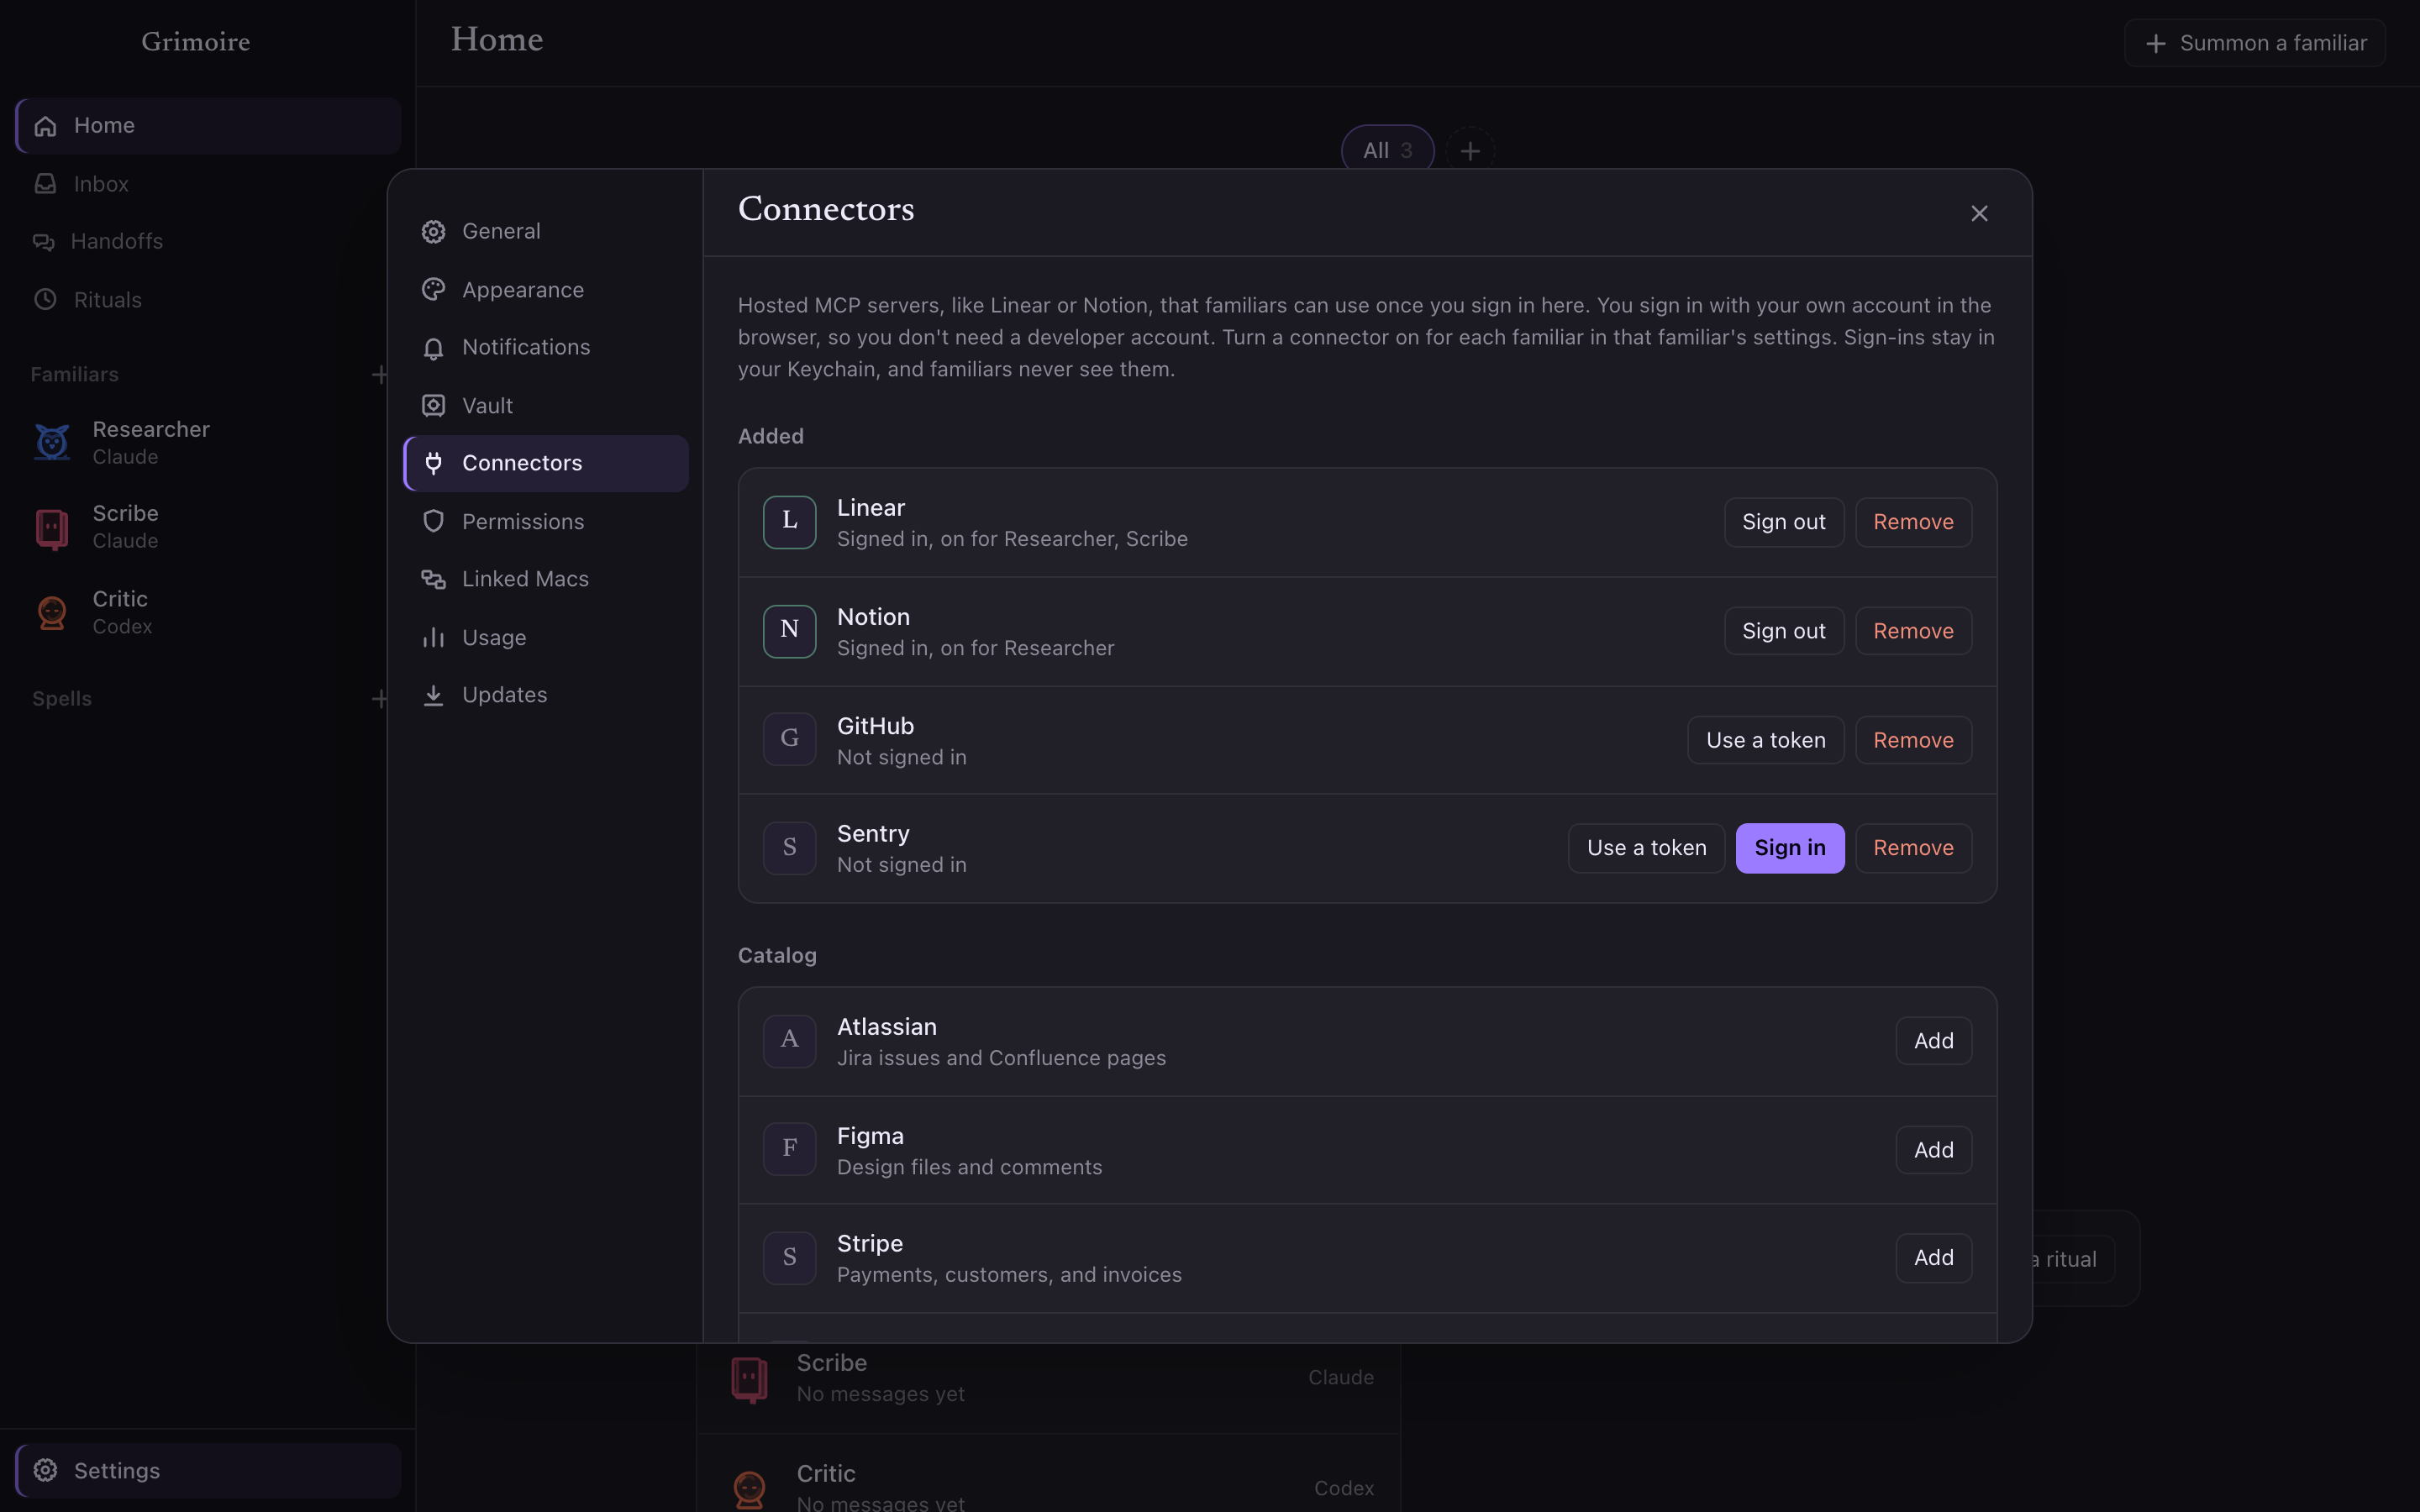 Grimoire
Home
Inbox
Handoffs
Rituals
Familiars
Researcher
Claude
Scribe
Claude
Critic
Codex
Spells
Settings
Home
Summon a familiar
All 3
General
Appearance
Notifications
Vault
Connectors
Permissions
Linked Macs
Usage
Updates
Connectors
Hosted MCP servers, like Linear or Notion, that familiars can use once you sign in here. You sign in with your own account in the
browser, so you don't need a developer account. Turn a connector on for each familiar in that familiar's settings. Sign-ins stay in
your Keychain, and familiars never see them.
Added
L
Linear
Signed in, on for Researcher, Scribe
Sign out
Remove
N
Notion
Signed in, on for Researcher
Sign out
Remove
G
GitHub
Not signed in
Use a token
Remove
S
Sentry
Not signed in
Use a token
Sign in
Remove
Catalog
A
Atlassian
Jira issues and Confluence pages
Add
F
Figma
Design files and comments
Add
S
Stripe
Payments, customers, and invoices
Add
a ritual
Scribe
No messages yet
Claude
Critic
No messages yet
Codex